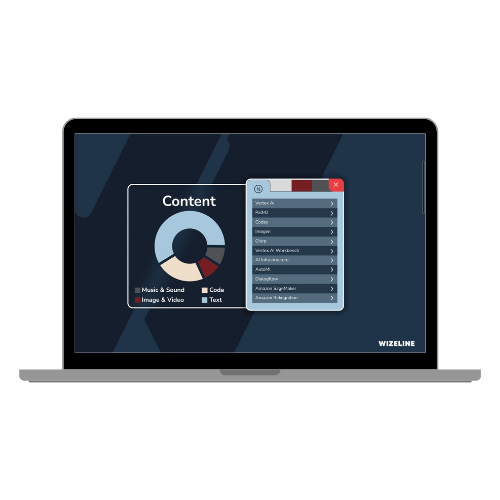 Content
Music & Sound
Code
Image & Video
Text
Vertex AI
PaLM2
Codey
Imagen
Chirp
Vertex AI Workbench
AI Infrastructure
AutoML
Dialogflow
Amazon SageMaker
Amazon Rekognition
WIZELINE